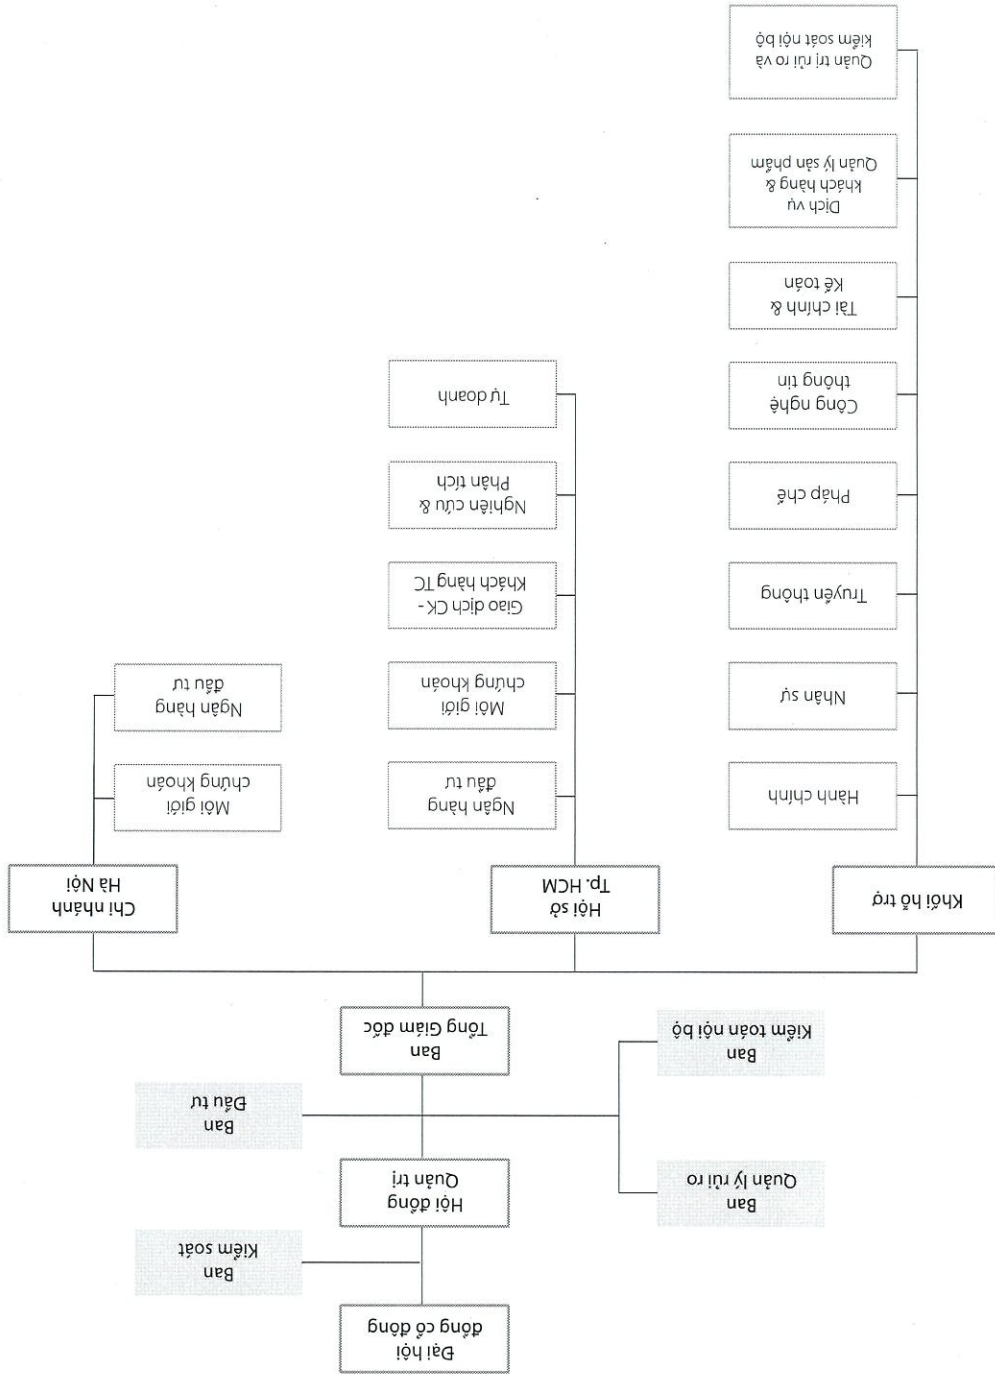 Đại hội
đồng cổ đông
Ban
Kiểm soát
Hội đồng
Quản trị
Ban
Quản lý rủi ro
Ban
Đầu tư
Ban
Kiểm toán nội bộ
Ban
Tổng Giám đốc
Khối hỗ trợ
Hội sở
Tp. HCM
Chi nhánh
Hà Nội
Hành chính
Nhân sự
Truyền thông
Pháp chế
Công nghệ
thông tin
Tài chính &
Kế toán
Dịch vụ
khách hàng &
Quản lý sản phẩm
Quản trị rủi ro và
kiểm soát nội bộ
Ngân hàng
đầu tư
Môi giới
chứng khoán
Giao dịch CK -
Khách hàng TC
Nghiên cứu &
Phân tích
Tự doanh
Môi giới
chứng khoán
Ngân hàng
đầu tư